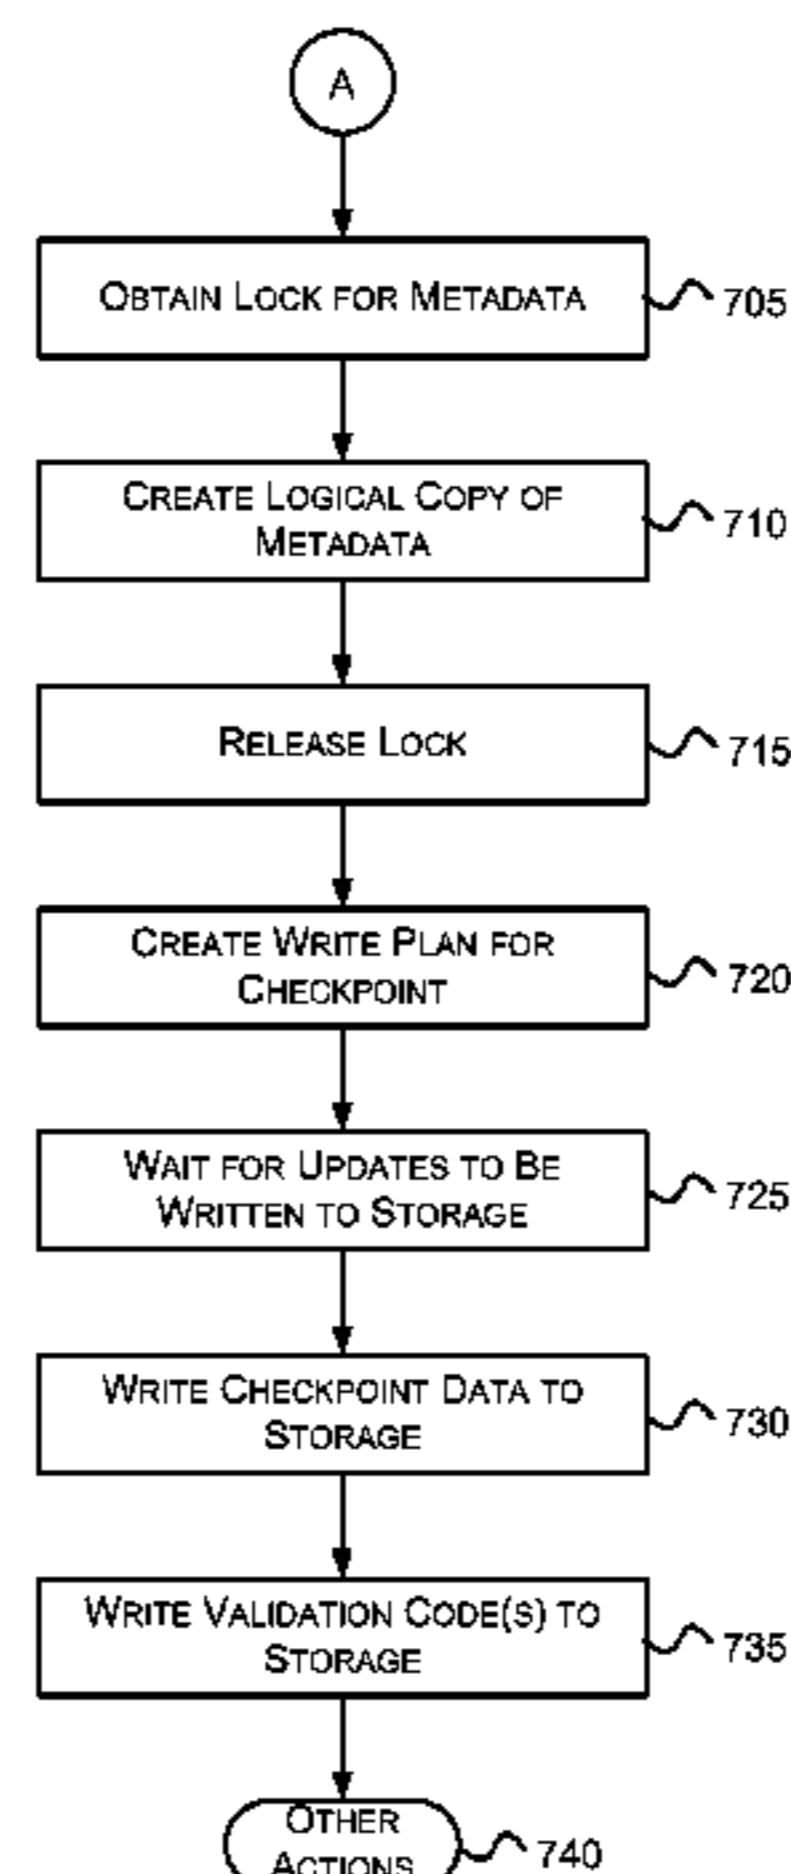 A
OBTAIN LOCK FOR METADATA
705
CREATE LOGICAL COPY OF
METADATA
710
RELEASE LOCK
715
CREATE WRITE PLAN FOR
CHECKPOINT
720
WAIT FOR UPDATES TO BE
WRITTEN TO STORAGE
725
WRITE CHECKPOINT DATA TO
STORAGE
730
WRITE VALIDATION CODE(S) TO
STORAGE
735
OTHER
ACTIONS
740